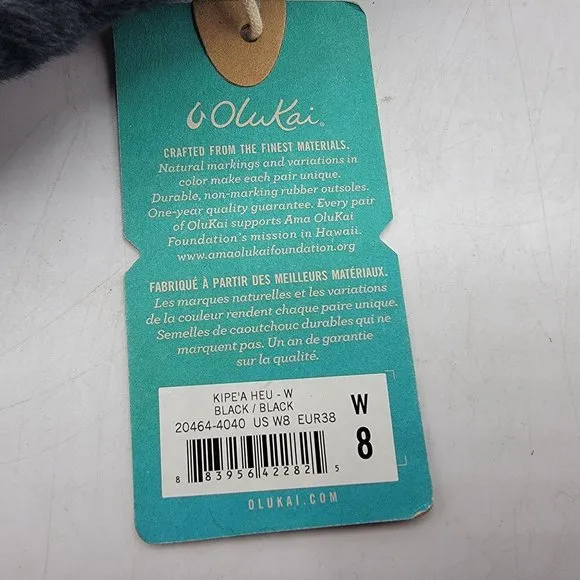 OluKai®
CRAFTED FROM THE FINEST MATERIALS.
Natural markings and variations in
color make each pair unique.
Durable, non-marking rubber outsoles.
One-year quality guarantee. Every pair
of OluKai supports Ama OluKai
Foundation's mission in Hawaii.
www.amaolukaifoundation.org
FABRIQUÉ À PARTIR DES MEILLEURS MATÉRIAUX.
Les marques naturelles et les variations
de la couleur rendent chaque paire unique.
Semelles de caoutchouc durables qui ne
marquent pas. Un an de garantie
sur la qualité.
KIPE'A HEU - W
BLACK / BLACK
20464-4040 US W8 EUR38
W
8
8 83956 42282 5
OLUKAI.COM